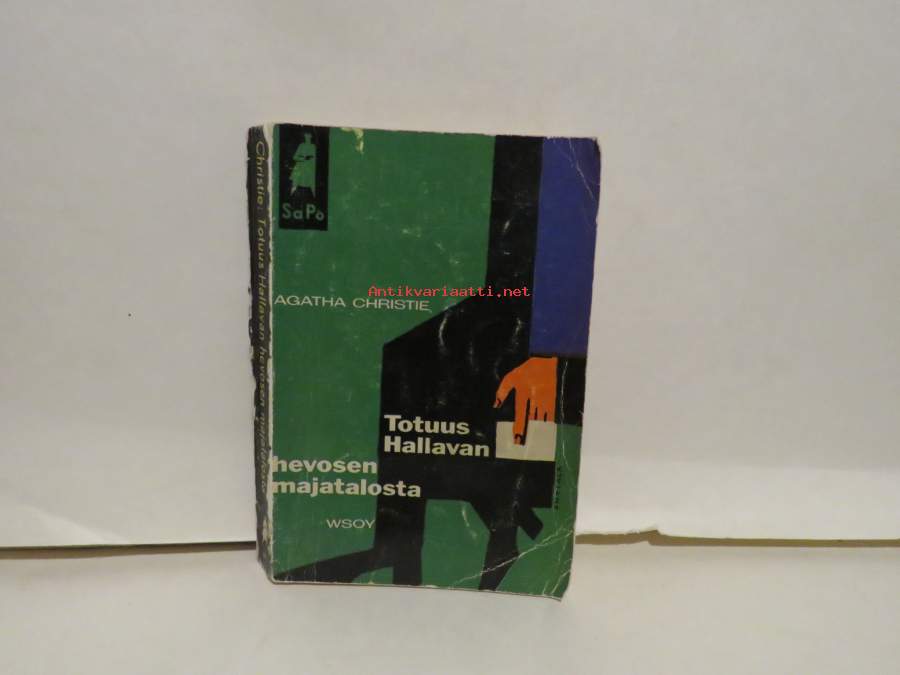 Christie: Totuus Hallavan hevosen majatalosta
SaPo
Antikvariaatti.net
AGATHA CHRISTIE
Totuus
Hallavan
hevosen
majatalosta
WSOY